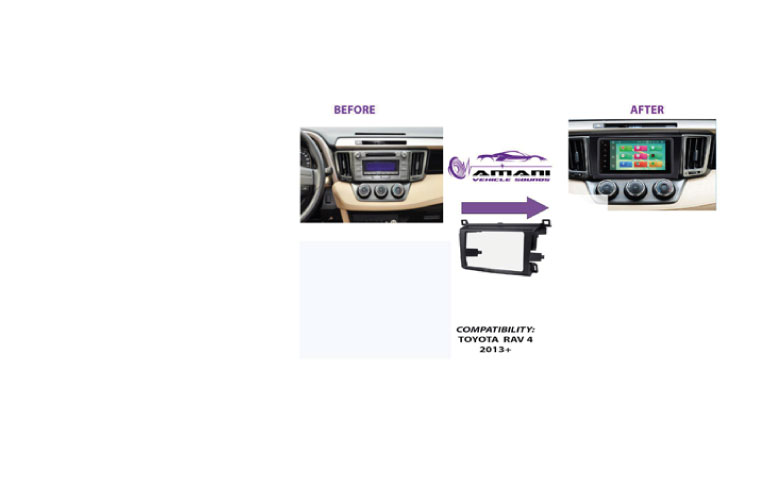 BEFORE
AFTER
AMANI
VEHICLE SOUNDS
COMPATIBILITY:
TOYOTA RAV 4
2013+